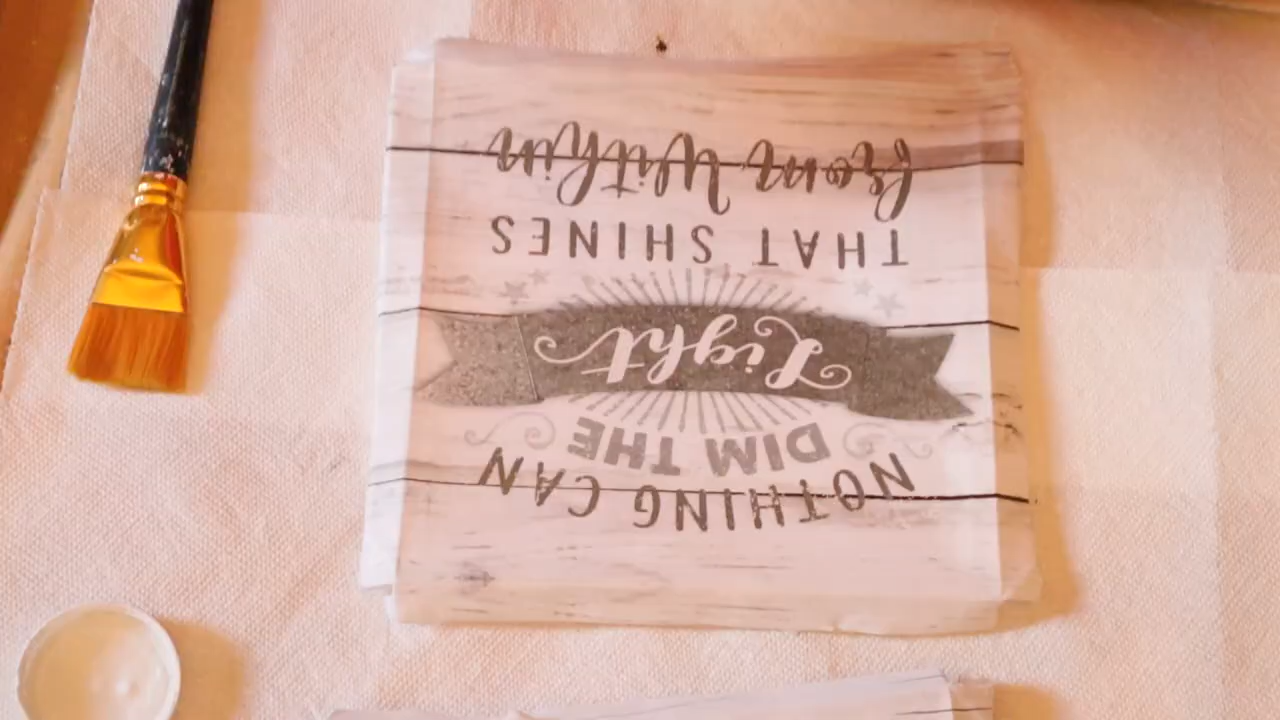 NOTHING CAN
DIM THE
Light
THAT SHINES
from Within